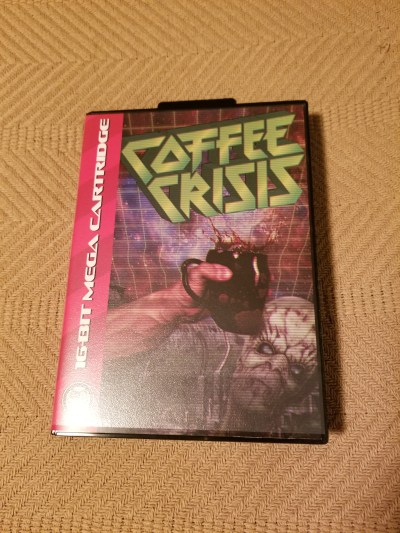 COFFEE
CRISIS
16-BIT MEGA CARTRIDGE